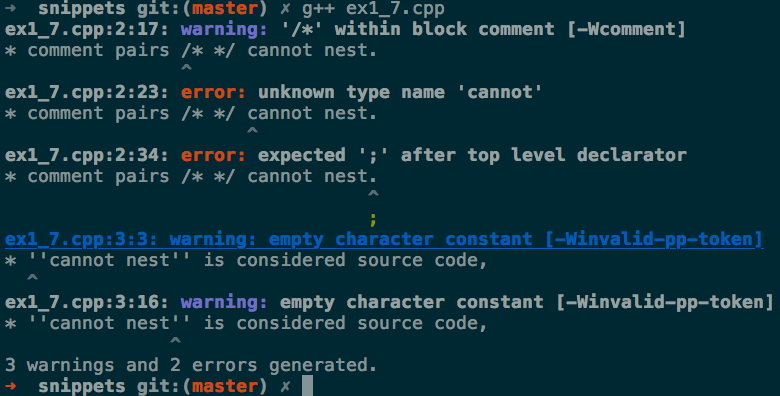 ➜  snippets git:(master) ✗ g++ ex1_7.cpp
ex1_7.cpp:2:17: warning: '/*' within block comment [-Wcomment]
* comment pairs /* */ cannot nest.
                ^
ex1_7.cpp:2:23: error: unknown type name 'cannot'
* comment pairs /* */ cannot nest.
                      ^
ex1_7.cpp:2:34: error: expected ';' after top level declarator
* comment pairs /* */ cannot nest.
                                 ^
                                 ;
ex1_7.cpp:3:3: warning: empty character constant [-Winvalid-pp-token]
* ''cannot nest'' is considered source code,
  ^
ex1_7.cpp:3:16: warning: empty character constant [-Winvalid-pp-token]
* ''cannot nest'' is considered source code,
               ^
3 warnings and 2 errors generated.
➜  snippets git:(master) ✗